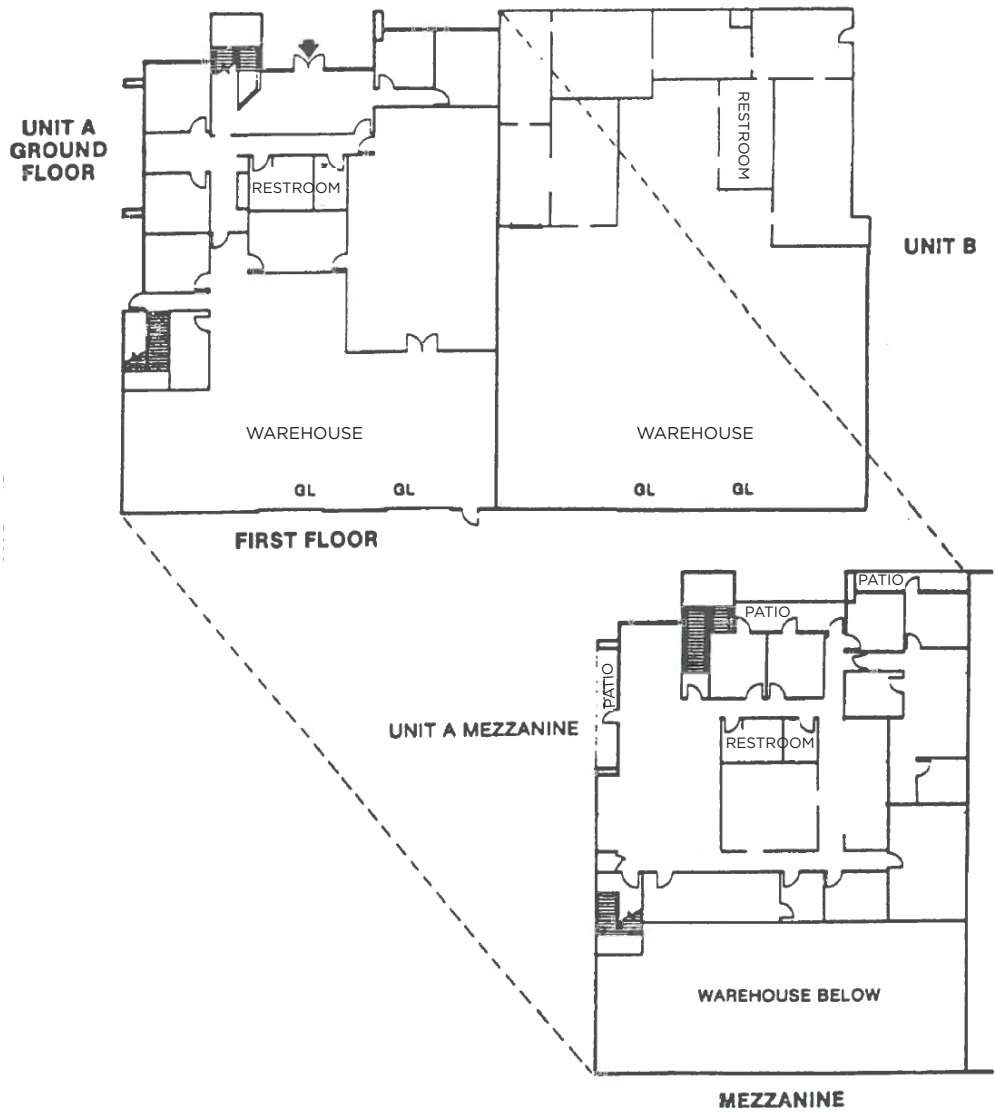 UNIT A
GROUND
FLOOR
RESTROOM
RESTROOM
UNIT B
WAREHOUSE
WAREHOUSE
GL
GL
GL
GL
FIRST FLOOR
PATIO
PATIO
PATIO
UNIT A MEZZANINE
RESTROOM
WAREHOUSE BELOW
MEZZANINE